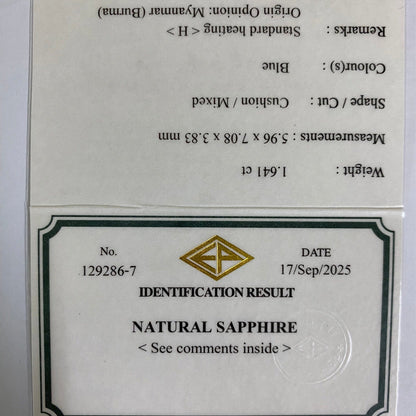 Weight : 1.641 ct
Measurements : 5.96 x 7.08 x 3.83 mm
Shape / Cut : Cushion / Mixed
Colour(s) : Blue
Remarks : Standard heating < H >
Origin Opinion: Myanmar (Burma)
No. DATE
129286-7 17/Sep/2025
IDENTIFICATION RESULT
NATURAL SAPPHIRE
< See comments inside >